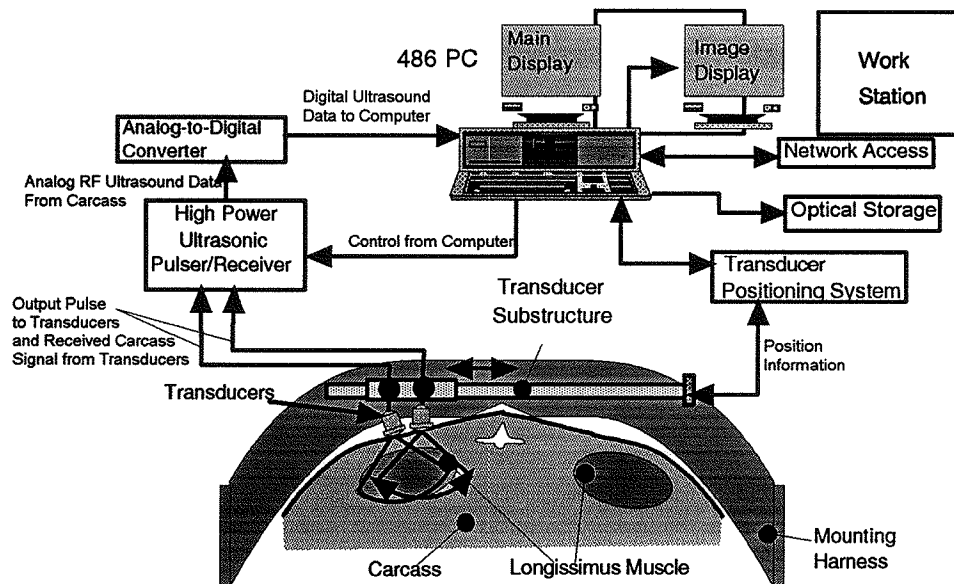 486 PC
Main
Display
Image
Display
Work
Station
Digital Ultrasound
Data to Computer
Analog-to-Digital
Converter
Network Access
Analog RF Ultrasound Data
From Carcass
High Power
Ultrasonic
Pulser/Receiver
Control from Computer
Optical Storage
Transducer
Positioning System
Transducer
Substructure
Output Pulse
to Transducers
and Received Carcass
Signal from Transducers
Position
Information
Transducers
Carcass
Longissimus Muscle
Mounting
Harness